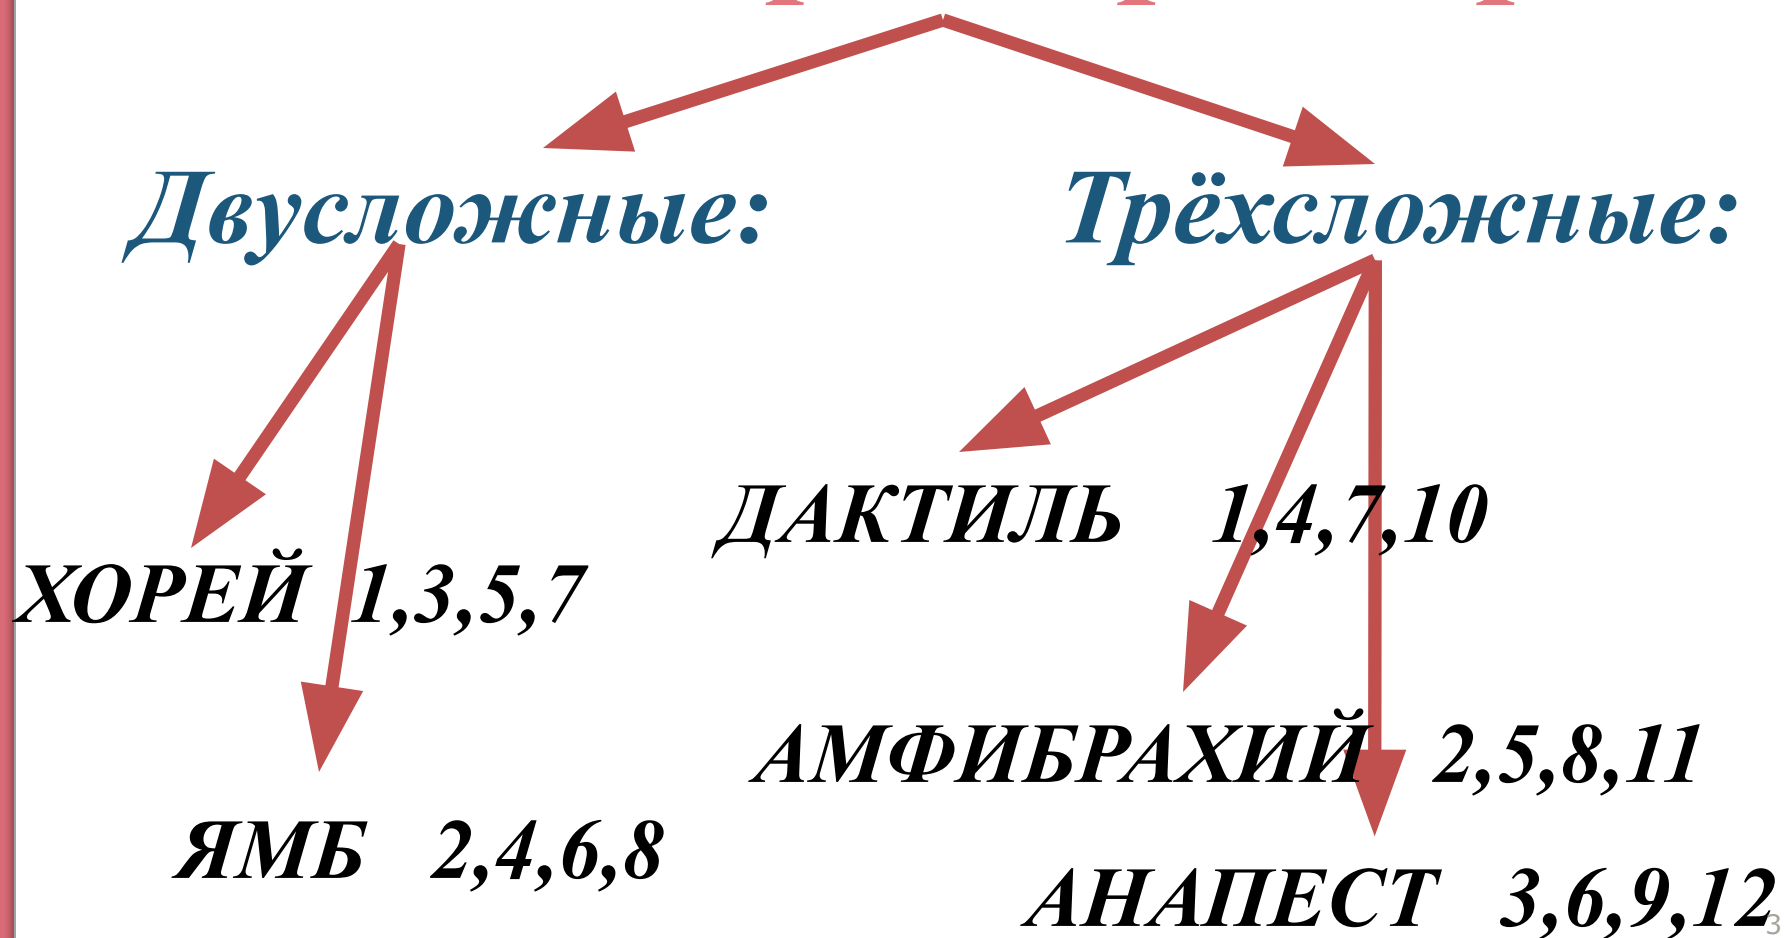 Двусложные:
Трёхсложные:
ДАКТИЛЬ 1,4,7,10
ХОРЕЙ 1,3,5,7
АМФИБРАХИЙ 2,5,8,11
ЯМБ 2,4,6,8
АНАПЕСТ 3,6,9,12
3